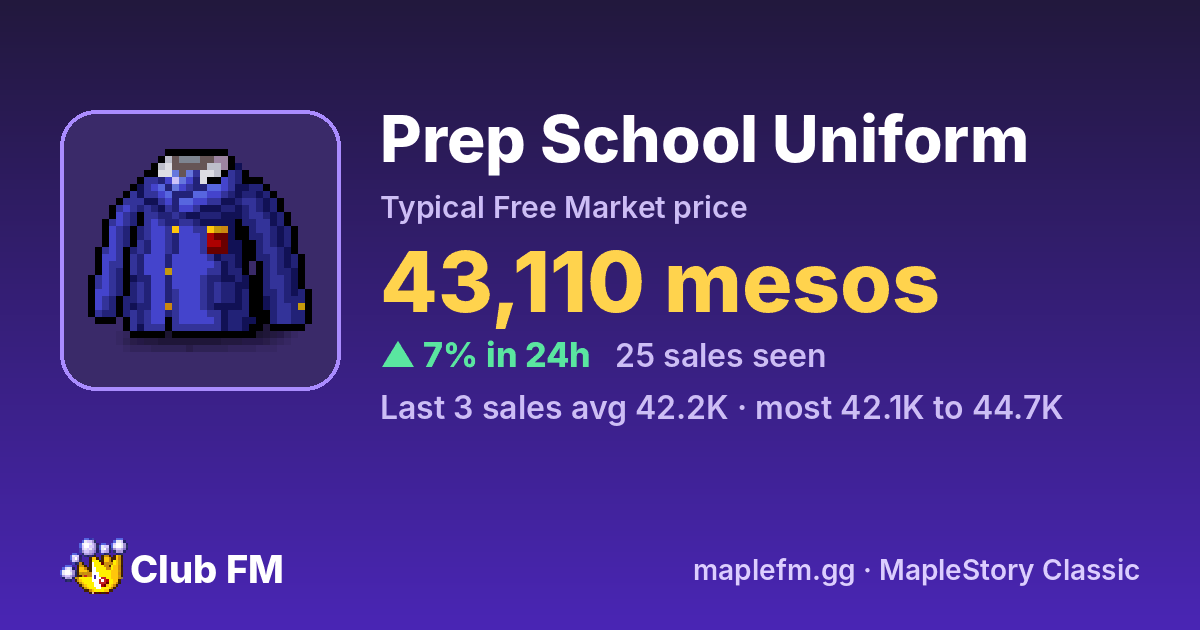 Prep School Uniform
Typical Free Market price
43,110 mesos
▲ 7% in 24h 25 sales seen
Last 3 sales avg 42.2K · most 42.1K to 44.7K
Club FM
maplefm.gg · MapleStory Classic